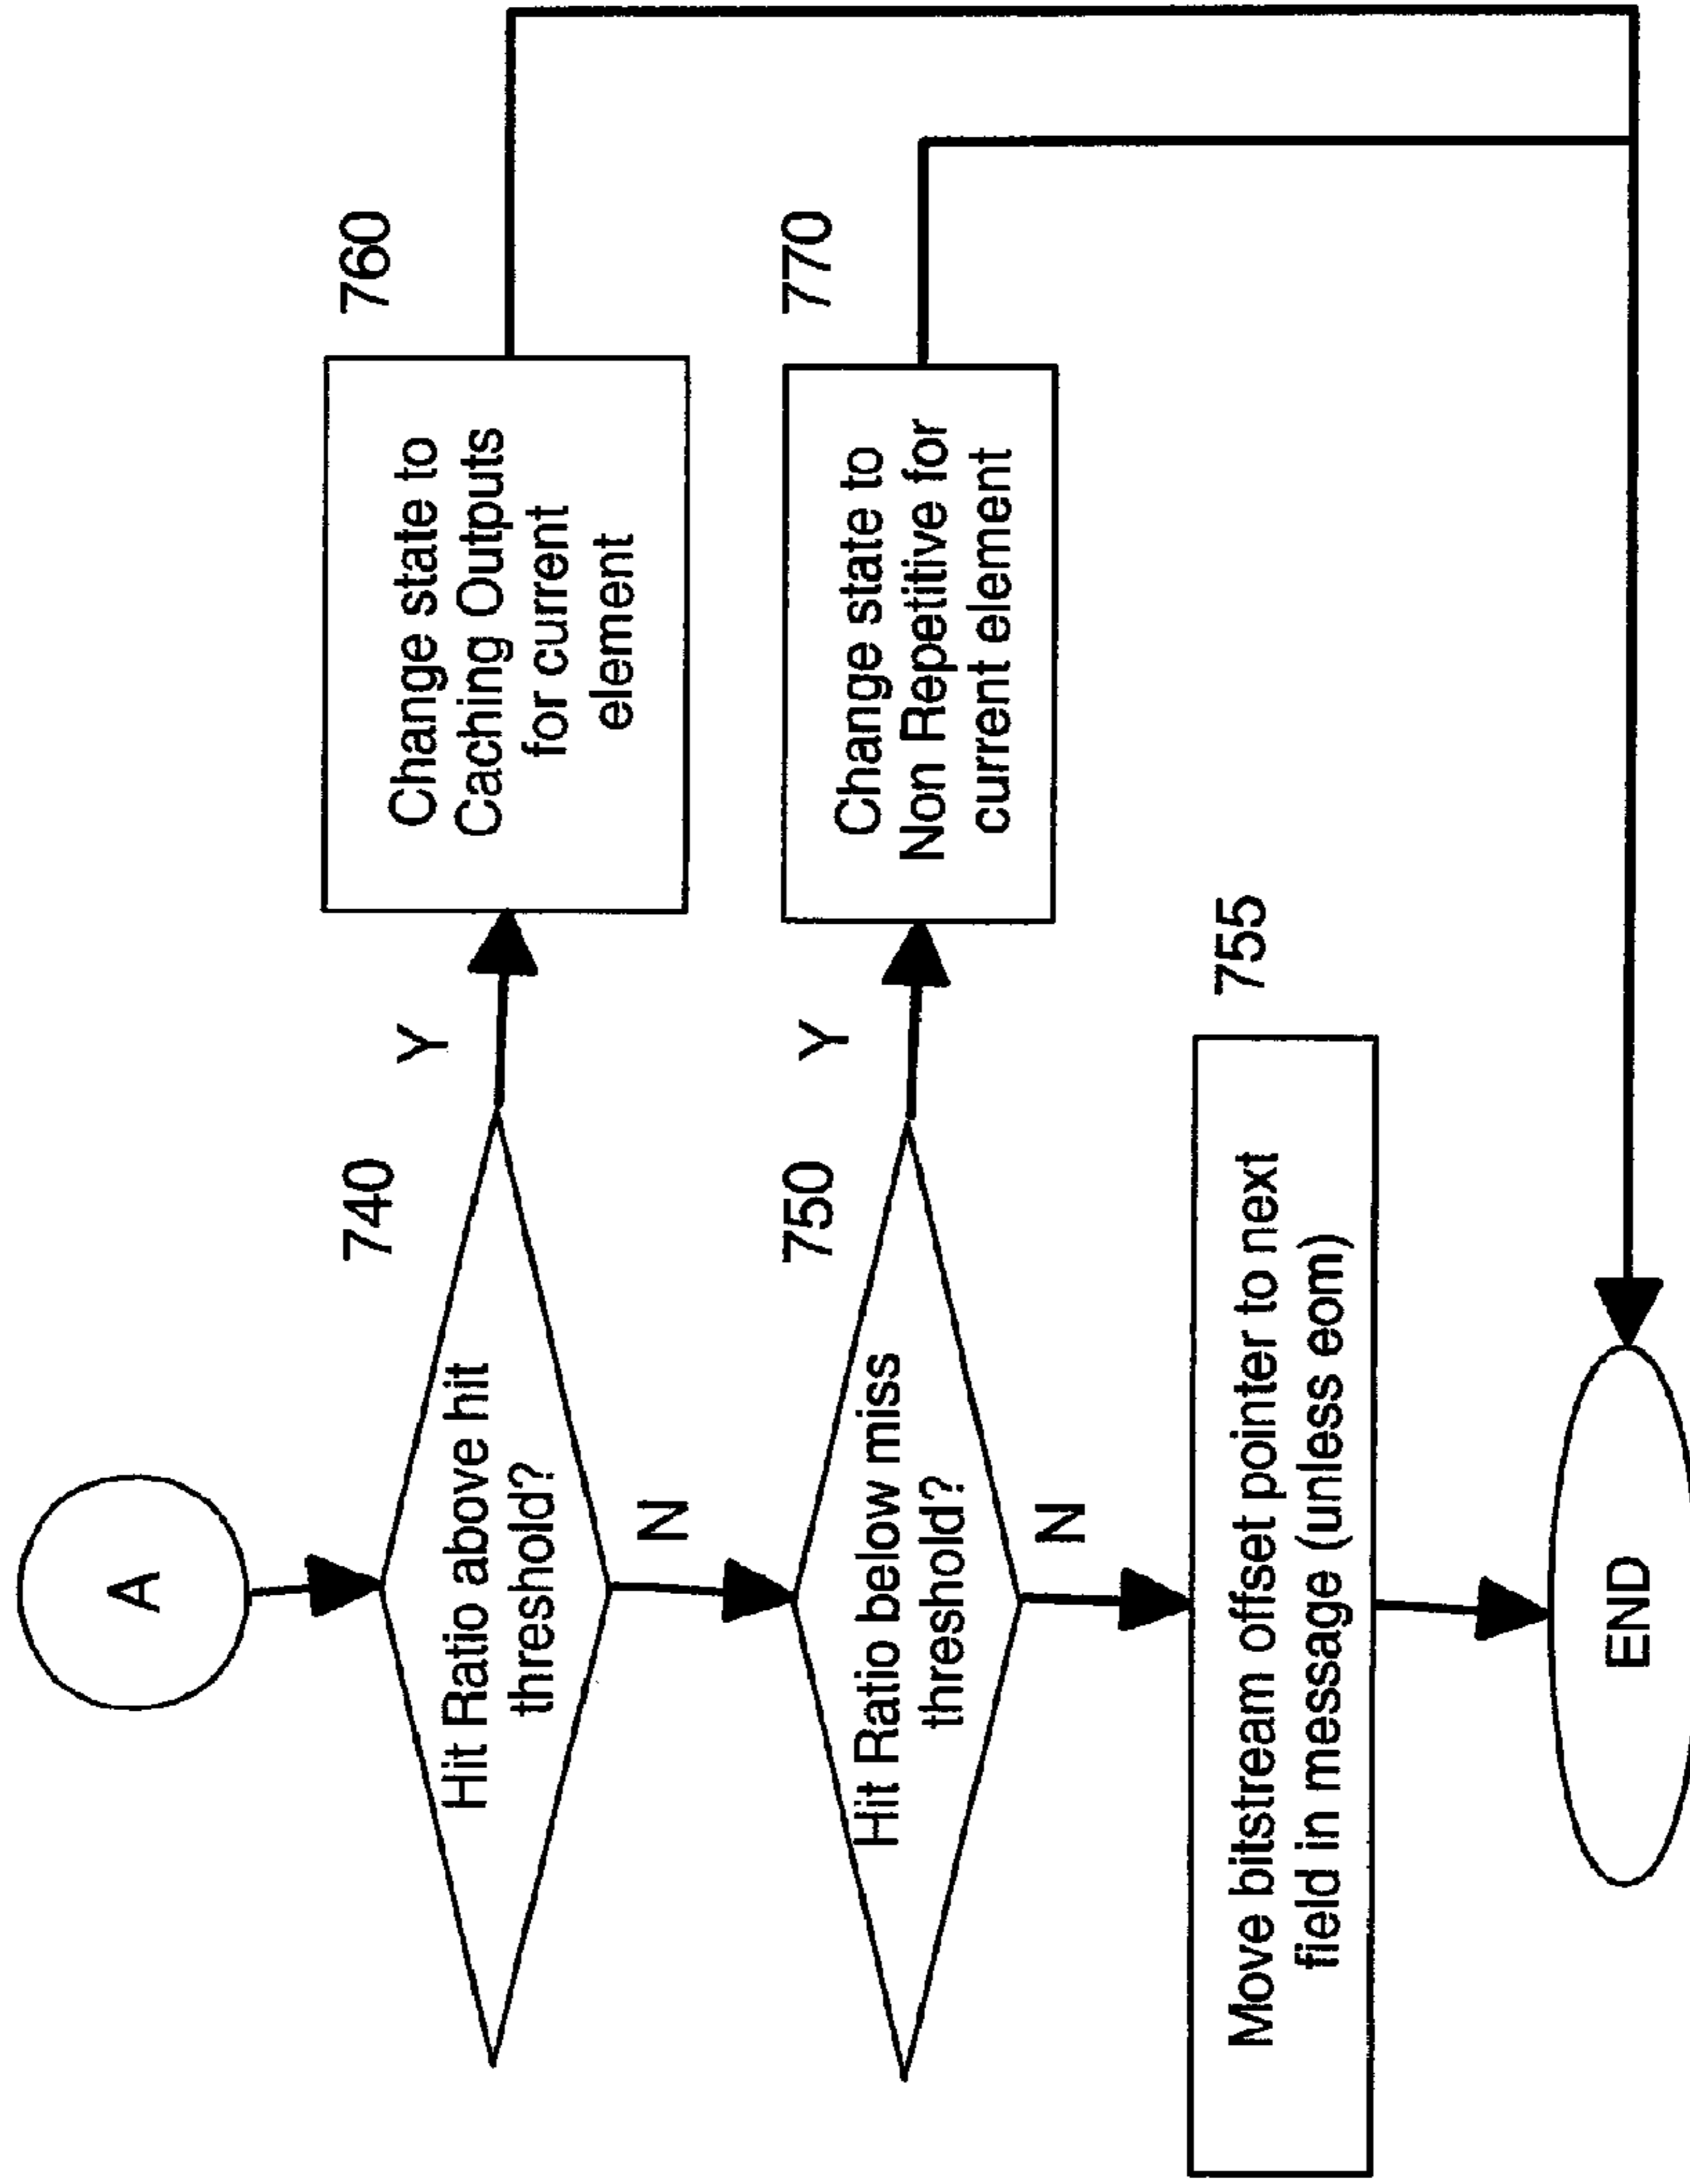 A
740
Hit Ratio above hit
threshold?
Y
760
Change state to
Caching Outputs
for current
element
N
750
Hit Ratio below miss
threshold?
Y
770
Change state to
Non Repetitive for
current element
N
755
Move bitstream offset pointer to next
field in message (unless eom)
END